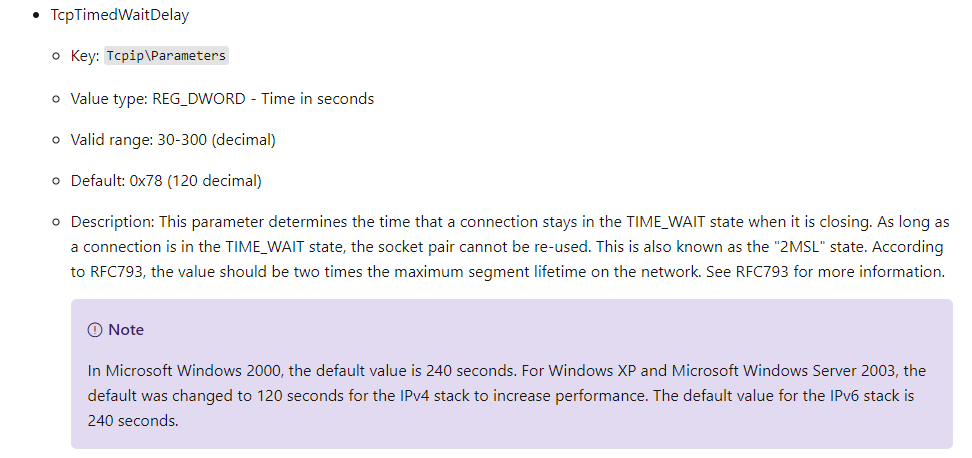 TcpTimedWaitDelay
Key: Tcpip\Parameters
Value type: REG_DWORD - Time in seconds
Valid range: 30-300 (decimal)
Default: 0x78 (120 decimal)
Description: This parameter determines the time that a connection stays in the TIME_WAIT state when it is closing. As long as
a connection is in the TIME_WAIT state, the socket pair cannot be re-used. This is also known as the "2MSL" state. According
to RFC793, the value should be two times the maximum segment lifetime on the network. See RFC793 for more information.
Note
In Microsoft Windows 2000, the default value is 240 seconds. For Windows XP and Microsoft Windows Server 2003, the
default was changed to 120 seconds for the IPv4 stack to increase performance. The default value for the IPv6 stack is
240 seconds.